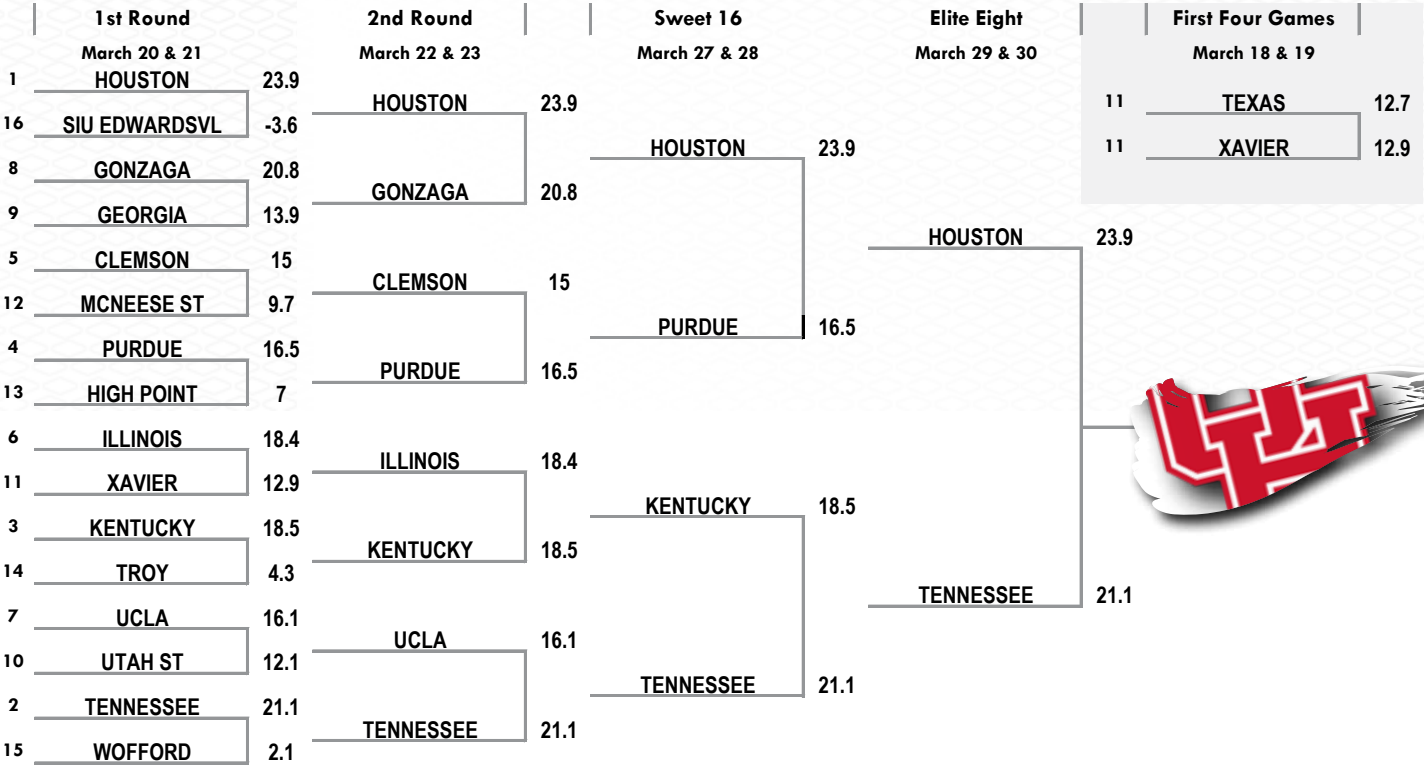 1st Round 2nd Round Sweet 16 Elite Eight First Four Games
March 20 & 21 March 22 & 23 March 27 & 28 March 29 & 30 March 18 & 19
1 HOUSTON 23.9
HOUSTON 23.9 11 TEXAS 12.7
16 SIU EDWARDSVL -3.6
HOUSTON 23.9 11 XAVIER 12.9
8 GONZAGA 20.8
GONZAGA 20.8
9 GEORGIA 13.9
HOUSTON 23.9
5 CLEMSON 15
CLEMSON 15
12 MCNEESE ST 9.7
PURDUE 16.5
4 PURDUE 16.5
PURDUE 16.5
13 HIGH POINT 7
6 ILLINOIS 18.4
ILLINOIS 18.4
11 XAVIER 12.9
KENTUCKY 18.5
3 KENTUCKY 18.5
KENTUCKY 18.5
14 TROY 4.3
TENNESSEE 21.1
7 UCLA 16.1
UCLA 16.1
10 UTAH ST 12.1
TENNESSEE 21.1
2 TENNESSEE 21.1
TENNESSEE 21.1
15 WOFFORD 2.1
UH